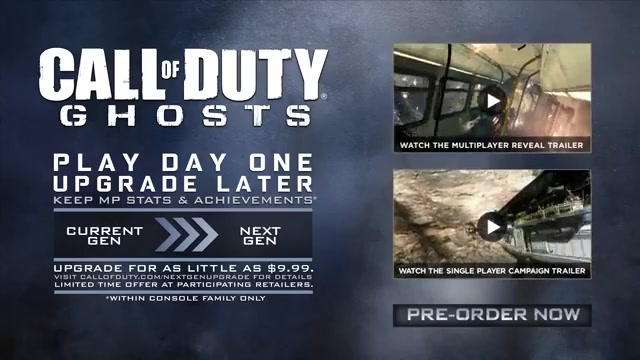 CALL OF DUTY®
GHOSTS
PLAY DAY ONE
UPGRADE LATER
KEEP MP STATS & ACHIEVEMENTS*
CURRENT GEN
NEXT GEN
UPGRADE FOR AS LITTLE AS $9.99.
VISIT CALLOFDUTY.COM/NEXTGENUPGRADE FOR DETAILS
LIMITED TIME OFFER AT PARTICIPATING RETAILERS.
*WITHIN CONSOLE FAMILY ONLY
WATCH THE MULTIPLAYER REVEAL TRAILER
WATCH THE SINGLE PLAYER CAMPAIGN TRAILER
PRE-ORDER NOW